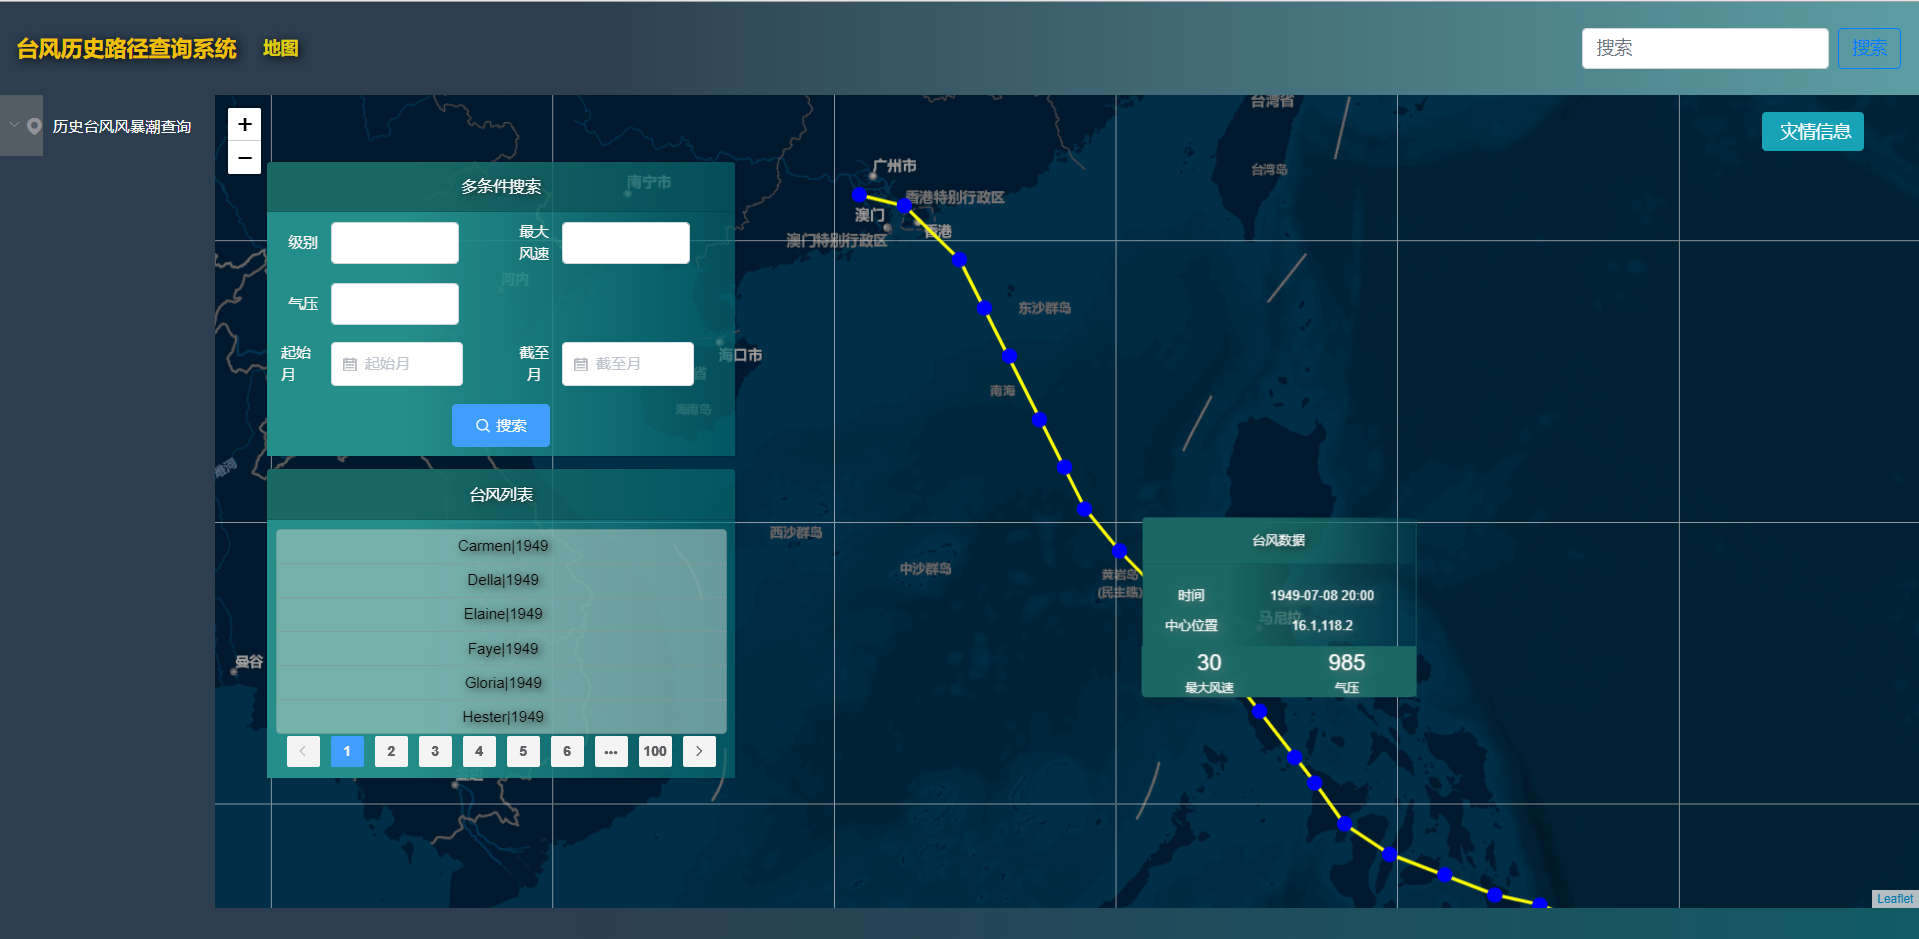 台风历史路径查询系统 地图
搜索 搜索
历史台风风暴潮查询
+
−
灾情信息
台湾省
台湾岛
广州市
香港特别行政区
澳门
香港
澳门特别行政区
南宁市
河内
东沙群岛
海口市
省
海南岛
南海
西沙群岛
中沙群岛
黄岩岛
(民主礁)
马尼拉
曼谷
多条件搜索
级别
最大
风速
气压
起始
月
起始月
截至
月
截至月
搜索
台风列表
Carmen|1949
Della|1949
Elaine|1949
Faye|1949
Gloria|1949
Hester|1949
1 2 3 4 5 6 ••• 100
台风数据
时间 1949-07-08 20:00
中心位置 16.1,118.2
30 985
最大风速 气压
Leaflet